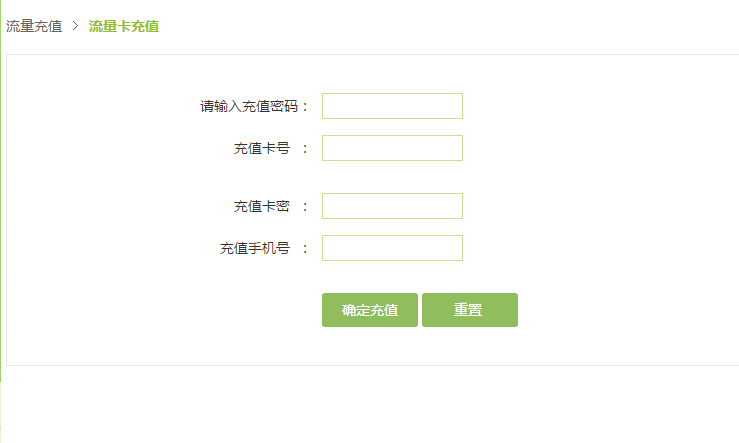 流量充值 > 流量卡充值
请输入充值密码：
充值卡号 ：
充值卡密 ：
充值手机号 ：
确定充值 重置